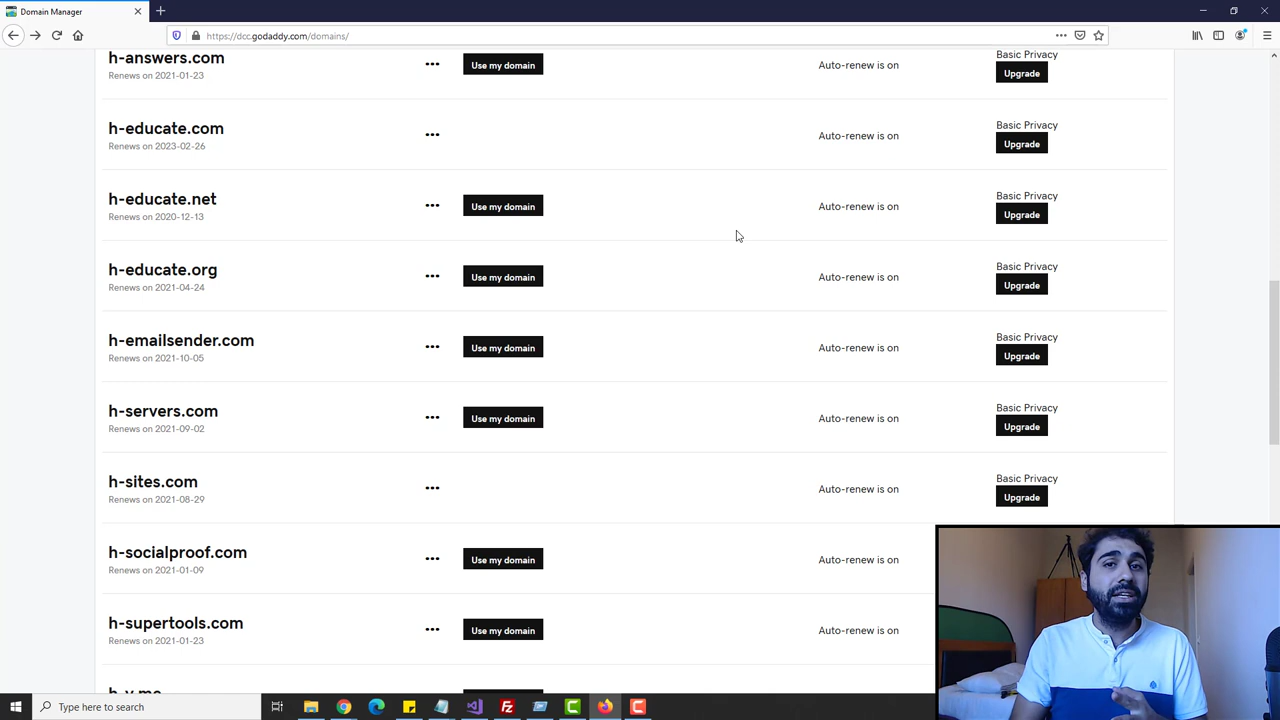 Domain Manager
https://dcc.godaddy.com/domains/
h-answers.com
Renews on 2021-01-23
Use my domain
Auto-renew is on
Basic Privacy
Upgrade
h-educate.com
Renews on 2023-02-26
Auto-renew is on
Basic Privacy
Upgrade
h-educate.net
Renews on 2020-12-13
Use my domain
Auto-renew is on
Basic Privacy
Upgrade
h-educate.org
Renews on 2021-04-24
Use my domain
Auto-renew is on
Basic Privacy
Upgrade
h-emailsender.com
Renews on 2021-10-05
Use my domain
Auto-renew is on
Basic Privacy
Upgrade
h-servers.com
Renews on 2021-09-02
Use my domain
Auto-renew is on
Basic Privacy
Upgrade
h-sites.com
Renews on 2021-08-29
Auto-renew is on
Basic Privacy
Upgrade
h-socialproof.com
Renews on 2021-01-09
Use my domain
Auto-renew is on
h-supertools.com
Renews on 2021-01-23
Use my domain
Auto-renew is on
Type here to search